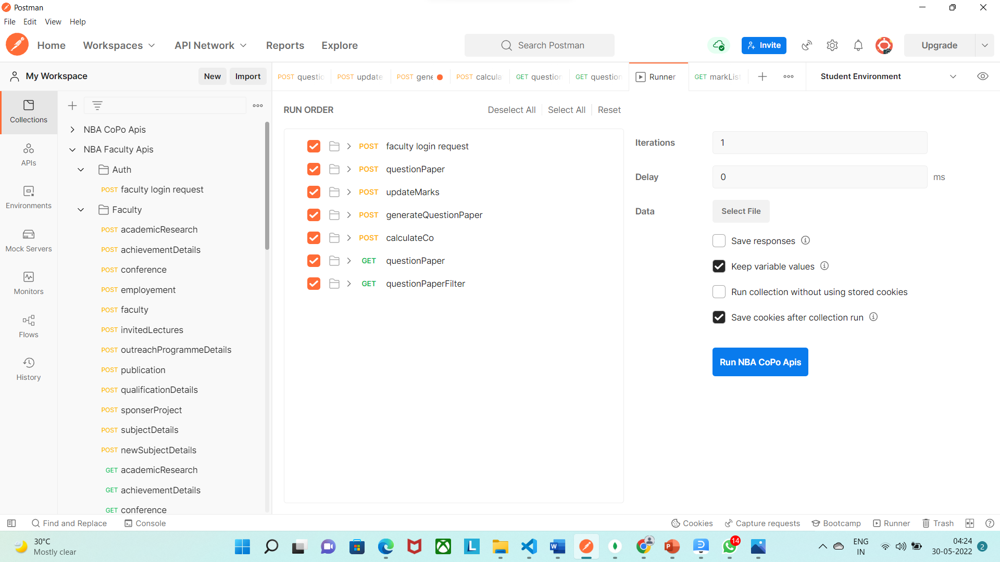 Postman
File Edit View Help
Home Workspaces API Network Reports Explore
Search Postman
Invite
Upgrade
My Workspace
New Import
POST questic POST update POST gene POST calcula GET question GET question Runner GET markList
Student Environment
Collections
APIs
Environments
Mock Servers
Monitors
Flows
History
NBA CoPo Apis
NBA Faculty Apis
Auth
POST faculty login request
Faculty
POST academicResearch
POST achievementDetails
POST conference
POST employement
POST faculty
POST invitedLectures
POST outreachProgrammeDetails
POST publication
POST qualificationDetails
POST sponserProject
POST subjectDetails
POST newSubjectDetails
GET academicResearch
GET achievementDetails
GET conference
RUN ORDER
Deselect All Select All Reset
POST faculty login request
POST questionPaper
POST updateMarks
POST generateQuestionPaper
POST calculateCo
GET questionPaper
GET questionPaperFilter
Iterations 1
Delay 0 ms
Data Select File
Save responses
Keep variable values
Run collection without using stored cookies
Save cookies after collection run
Run NBA CoPo Apis
Find and Replace Console
Cookies Capture requests Bootcamp Runner Trash
30°C
Mostly clear
14
ENG
IN
04:24
30-05-2022
2